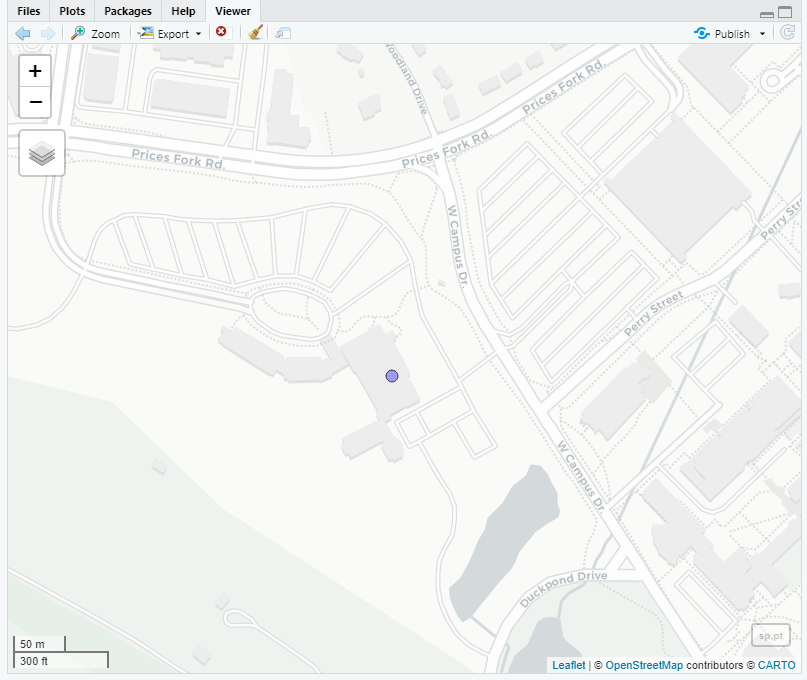 Files Plots Packages Help Viewer
Zoom Export Publish
+
−
Woodland Drive
Prices Fork Rd.
Prices Fork Rd.
Prices Fork Rd.
W Campus Dr.
Perry Str
Perry Street
W Campus Dr.
Duckpond Drive
sp.pt
50 m
300 ft
Leaflet | © OpenStreetMap contributors © CARTO